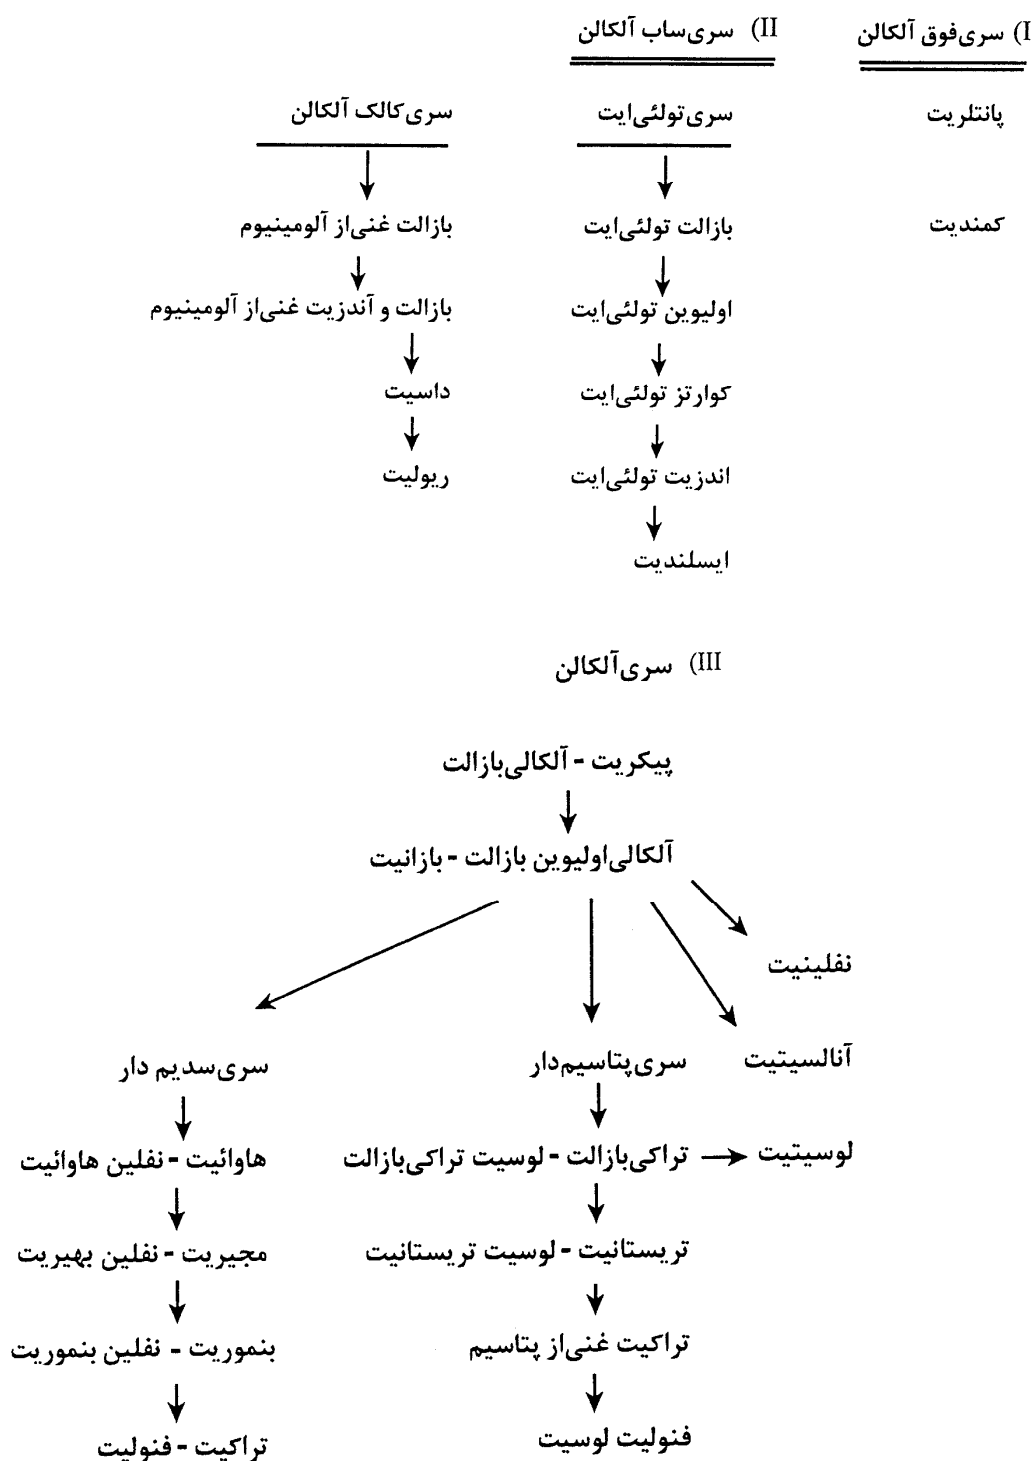 I) سری فوق آلکالن
II) سری ساب آلکالن
پانتلریت
سری تولئی ایت
سری کالک آلکالن
کمندیت
بازالت تولئی ایت
بازالت غنی از آلومینیوم
اولیوین تولئی ایت
بازالت و آندزیت غنی از آلومینیوم
کوارتز تولئی ایت
داسیت
اندزیت تولئی ایت
ریولیت
ایسلندیت
III) سری آلکالن
پیکریت - آلکالی بازالت
آلکالی اولیوین بازالت - بازانیت
نفلینیت
آنالسیتیت
سری پتاسیم دار
سری سدیم دار
لوسیتیت
تراکی بازالت - لوسیت تراکی بازالت
هاوائیت - نفلین هاوائیت
تریستانیت - لوسیت تریستانیت
مجیریت - نفلین بهیریت
تراکیت غنی از پتاسیم
بنموریت - نفلین بنموریت
فنولیت لوسیت
تراکیت - فنولیت